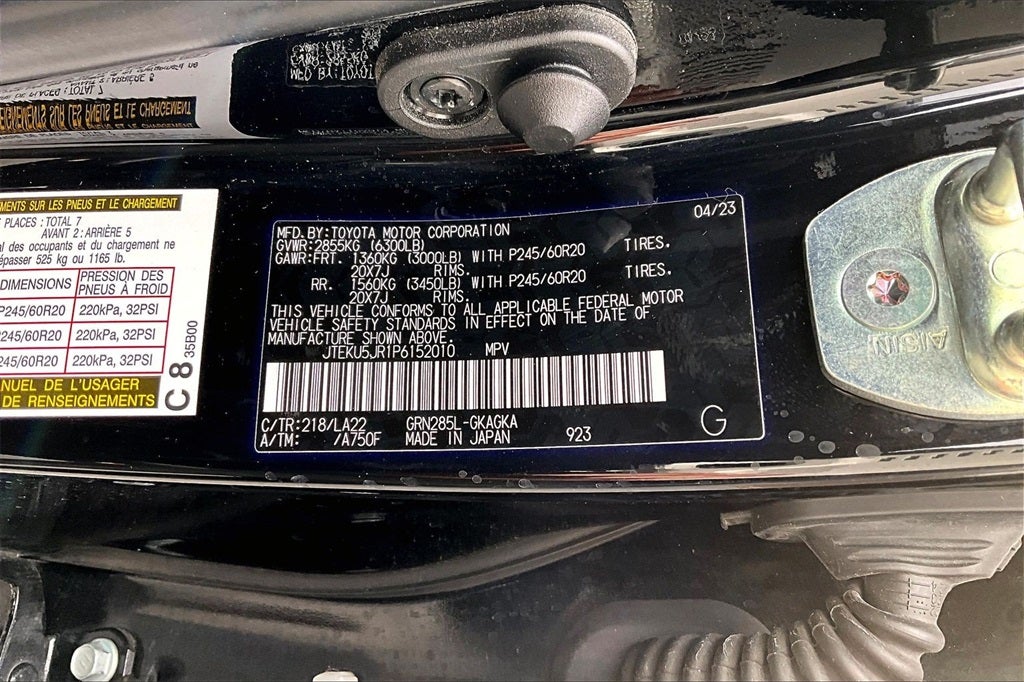 EMENTS SUR LES PNEUS ET LE CHARGEMENT
PLACES : TOTAL 7
AVANT 2 : ARRIÈRE 5
al des occupants et du chargement ne
épasser 525 kg ou 1165 lb.
DIMENSIONS PRESSION DES PNEUS À FROID
P245/60R20 220kPa, 32PSI
P245/60R20 220kPa, 32PSI
245/60R20 220kPa, 32PSI
NUEL DE L'USAGER
DE RENSEIGNEMENTS
C 8 35B00
04/23
MFD.BY:TOYOTA MOTOR CORPORATION
GVWR:2855KG (6300LB)
GAWR:FRT. 1360KG (3000LB) WITH P245/60R20 TIRES.
20X7J RIMS.
RR. 1560KG (3450LB) WITH P245/60R20 TIRES.
20X7J RIMS.
THIS VEHICLE CONFORMS TO ALL APPLICABLE FEDERAL MOTOR
VEHICLE SAFETY STANDARDS IN EFFECT ON THE DATE OF
MANUFACTURE SHOWN ABOVE.
JTEKU5JR1P6152010 MPV
C/TR:218/LA22 GRN285L-GKAGKA
A/TM: /A750F MADE IN JAPAN 923
G
AISIN